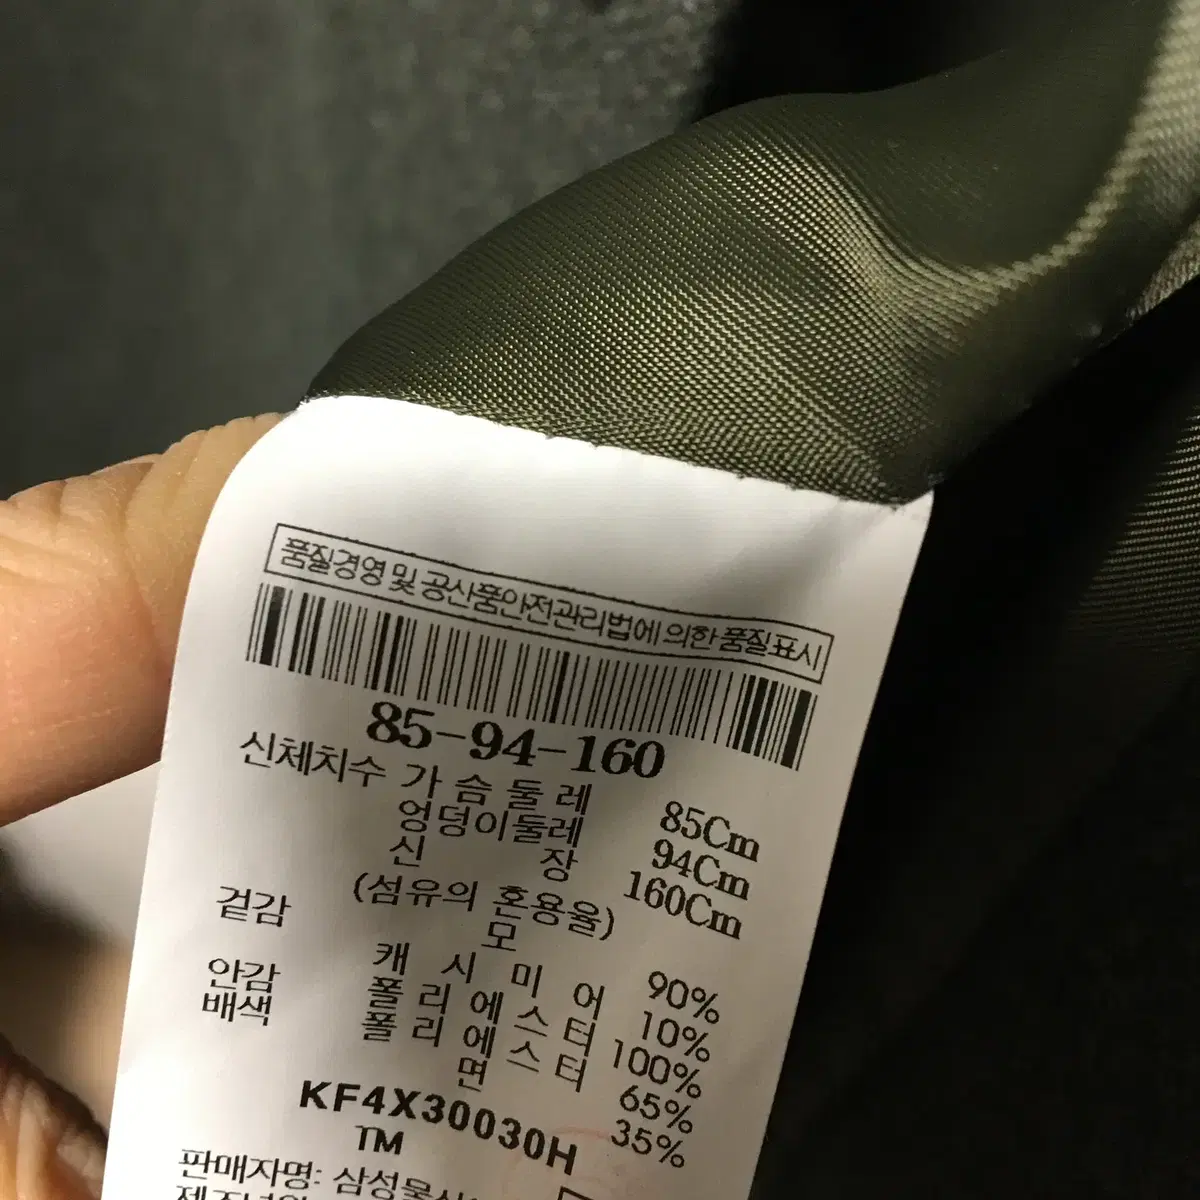 품질경영 및 공산품안전관리법에 의한 품질표시
85-94-160
신체치수 가 슴 둘 레 85Cm
엉덩이둘레 94Cm
신 장 160Cm
(섬유의 혼용율)
겉감 모 90%
캐 시 미 어 10%
안감 폴 리 에 스 터 100%
배색 폴 리 에 스 터 65%
면 35%
KF4X30030H
TM
판매자명: 삼성물산
제조년월